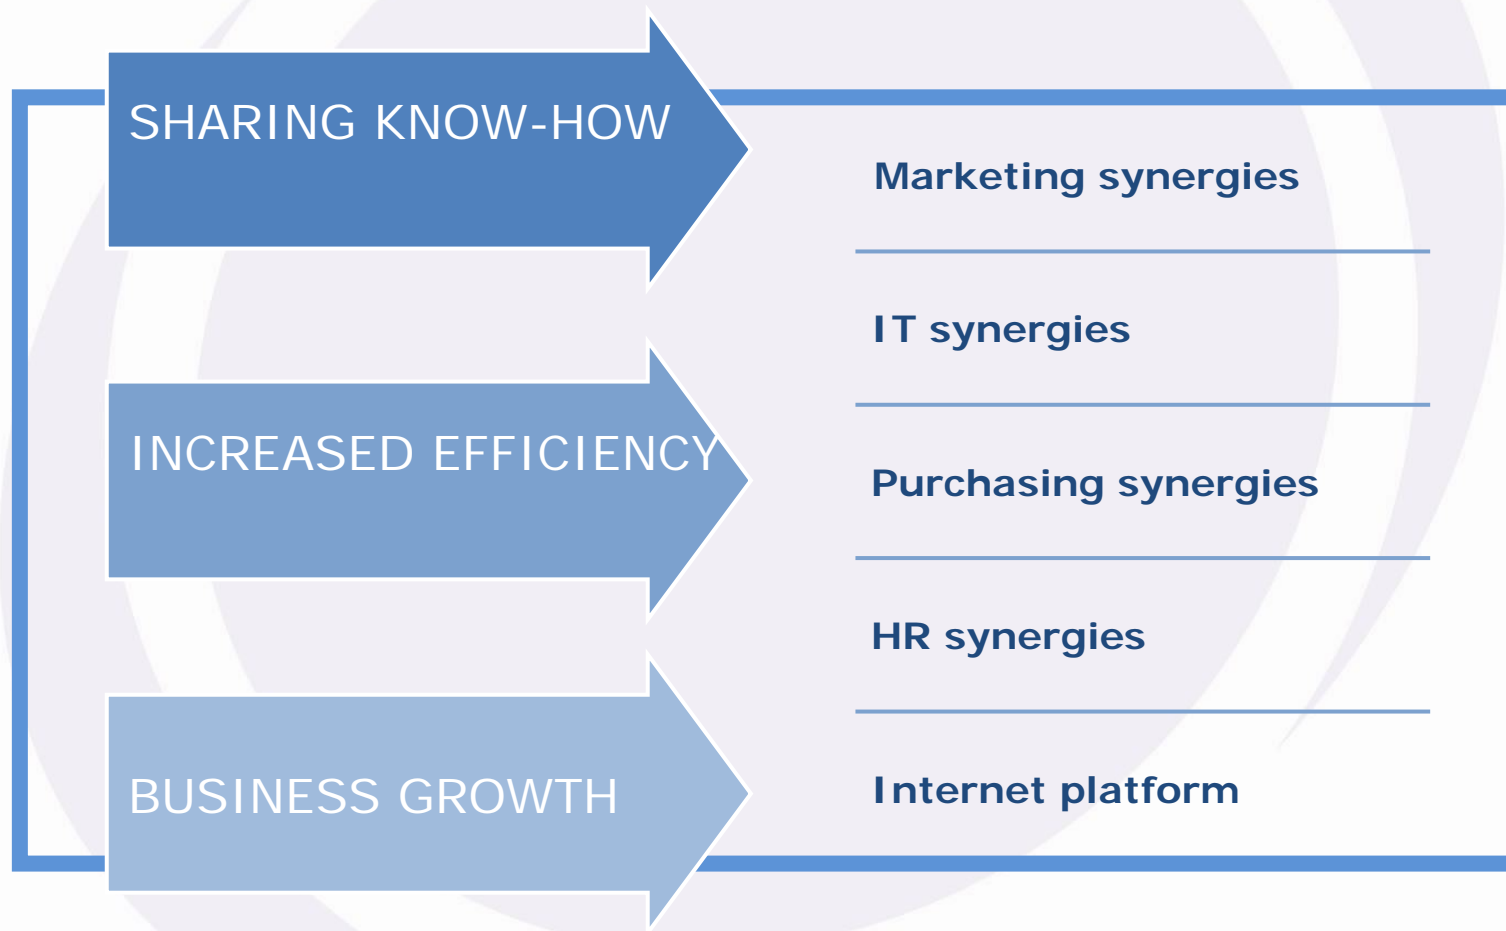 SHARING KNOW-HOW
INCREASED EFFICIENCY
BUSINESS GROWTH
Marketing synergies
IT synergies
Purchasing synergies
HR synergies
Internet platform